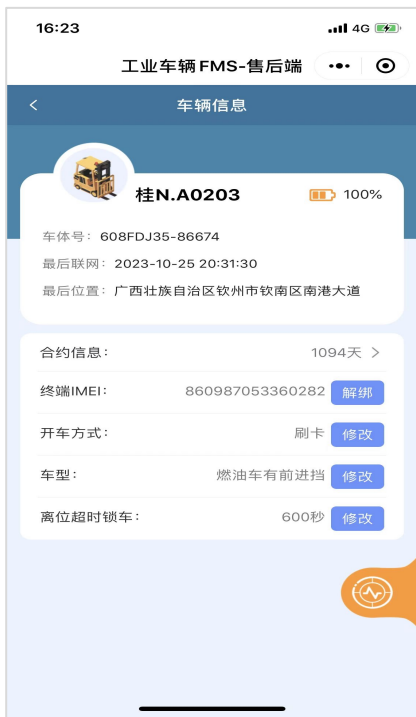 16:23
4G
工业车辆FMS-售后端
车辆信息
桂N.A0203
100%
车体号：608FDJ35-86674
最后联网：2023-10-25 20:31:30
最后位置：广西壮族自治区钦州市钦南区南港大道
合约信息： 1094天 >
终端IMEI： 860987053360282 解绑
开车方式： 刷卡 修改
车型： 燃油车有前进挡 修改
离位超时锁车： 600秒 修改